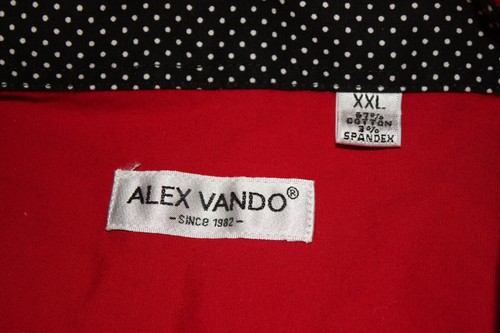 XXL
97%
COTTON
3%
SPANDEX
ALEX VANDO®
- SINCE 1982 -